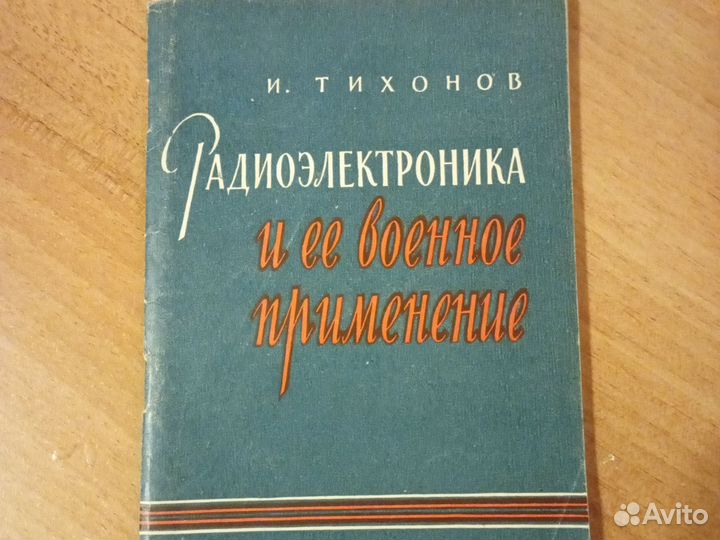 И. ТИХОНОВ
РАДИОЭЛЕКТРОНИКА
и ее военное
применение
Avito